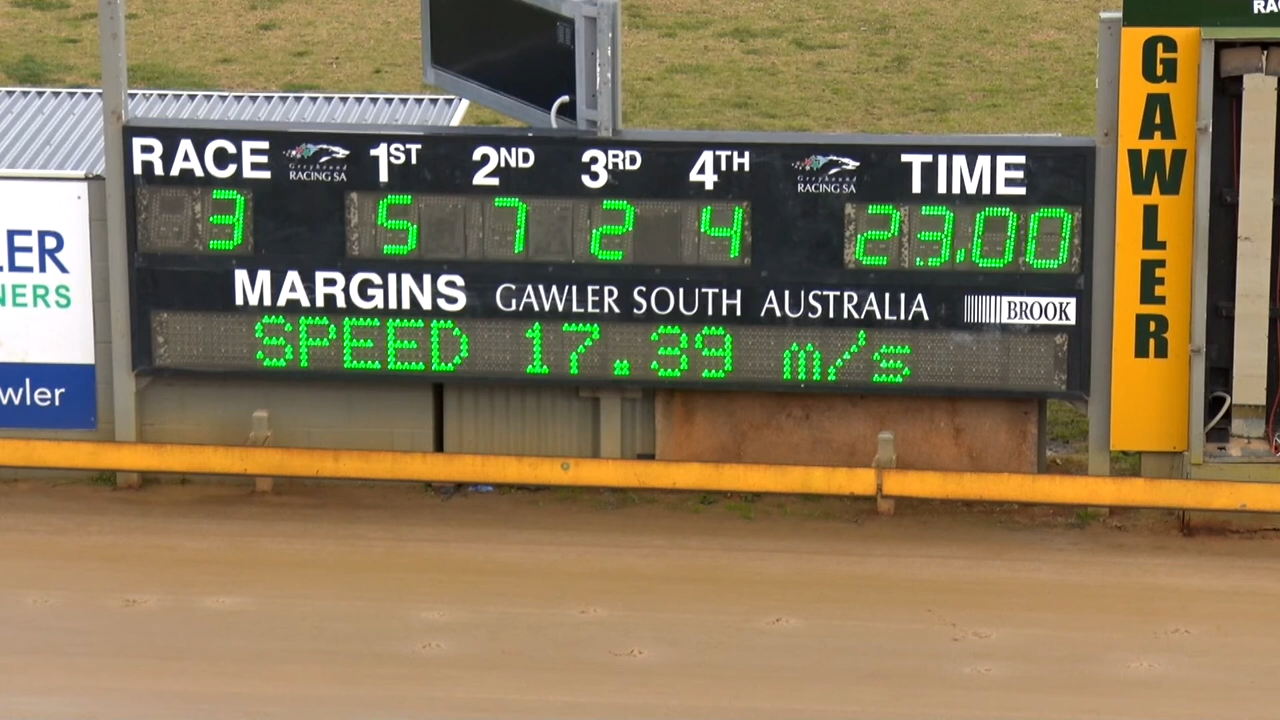 RAC
RACE
Greyhound
RACING SA
1ST
2ND
3RD
4TH
Greyhound
RACING SA
TIME
3
5
7
2
4
23.00
MARGINS
GAWLER SOUTH AUSTRALIA
BROOK
SPEED 17.39 m/s
GAWLER
LER
NERS
wler